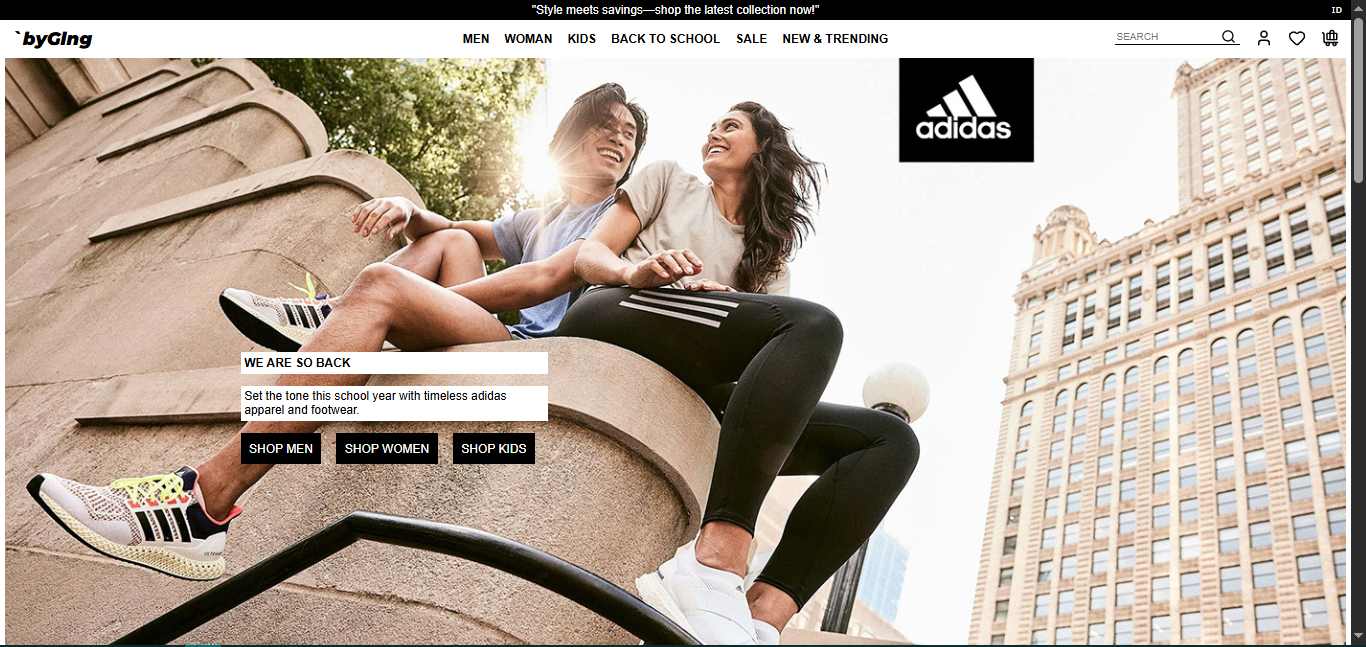 "Style meets savings—shop the latest collection now!"
ID
`byGIng
MEN WOMAN KIDS BACK TO SCHOOL SALE NEW & TRENDING
SEARCH
adidas
WE ARE SO BACK
Set the tone this school year with timeless adidas
apparel and footwear.
SHOP MEN SHOP WOMEN SHOP KIDS